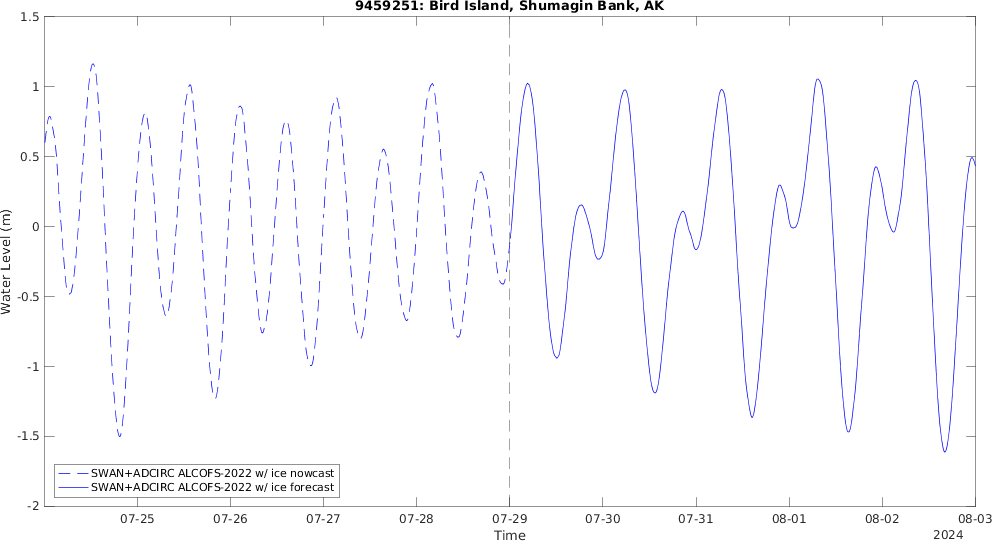 9459251: Bird Island, Shumagin Bank, AK
1.5
1
0.5
0
-0.5
-1
-1.5
-2
Water Level (m)
SWAN+ADCIRC ALCOFS-2022 w/ ice nowcast
SWAN+ADCIRC ALCOFS-2022 w/ ice forecast
07-25 07-26 07-27 07-28 07-29 07-30 07-31 08-01 08-02 08-03
Time
2024